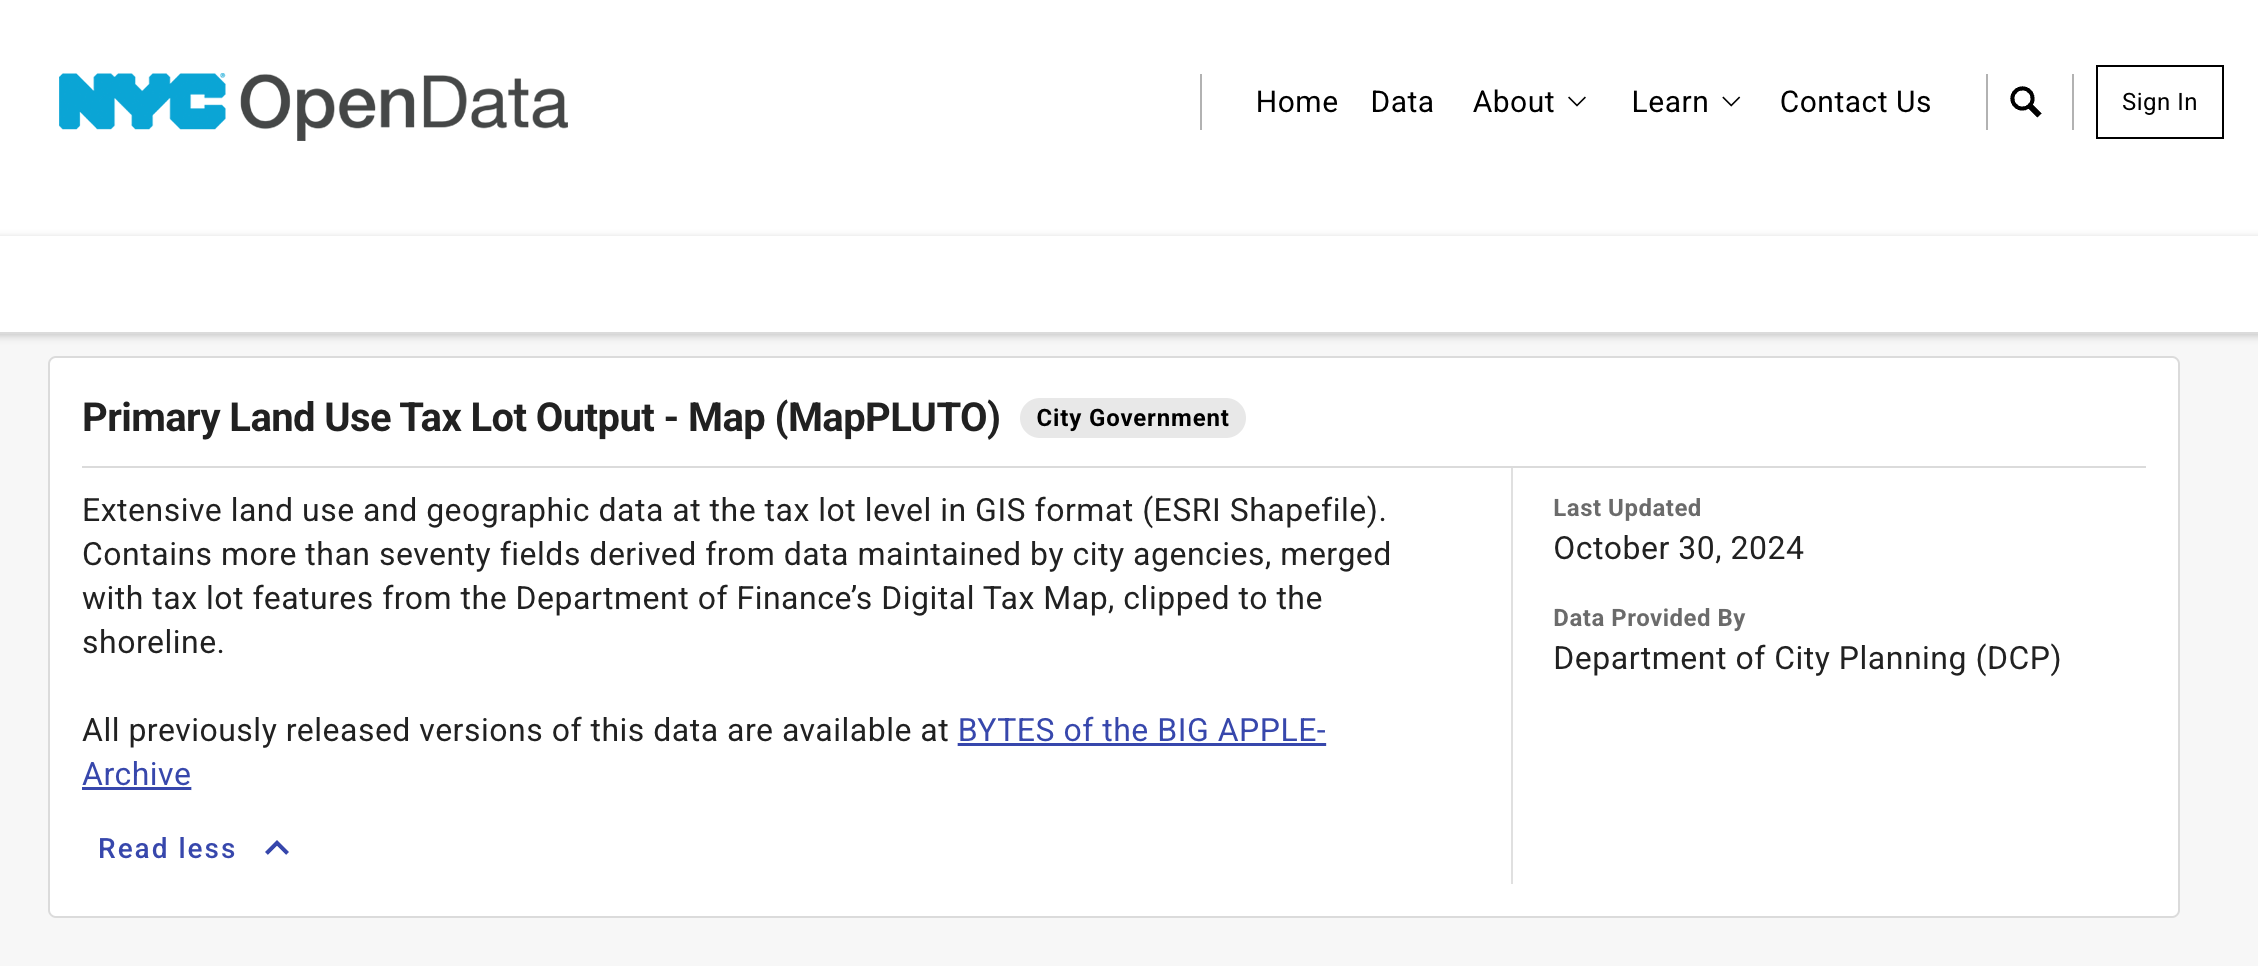 NYC OpenData
Home Data About Learn Contact Us Sign In
Primary Land Use Tax Lot Output - Map (MapPLUTO) City Government
Extensive land use and geographic data at the tax lot level in GIS format (ESRI Shapefile).
Contains more than seventy fields derived from data maintained by city agencies, merged
with tax lot features from the Department of Finance’s Digital Tax Map, clipped to the
shoreline.
All previously released versions of this data are available at BYTES of the BIG APPLE-
Archive
Read less
Last Updated
October 30, 2024
Data Provided By
Department of City Planning (DCP)